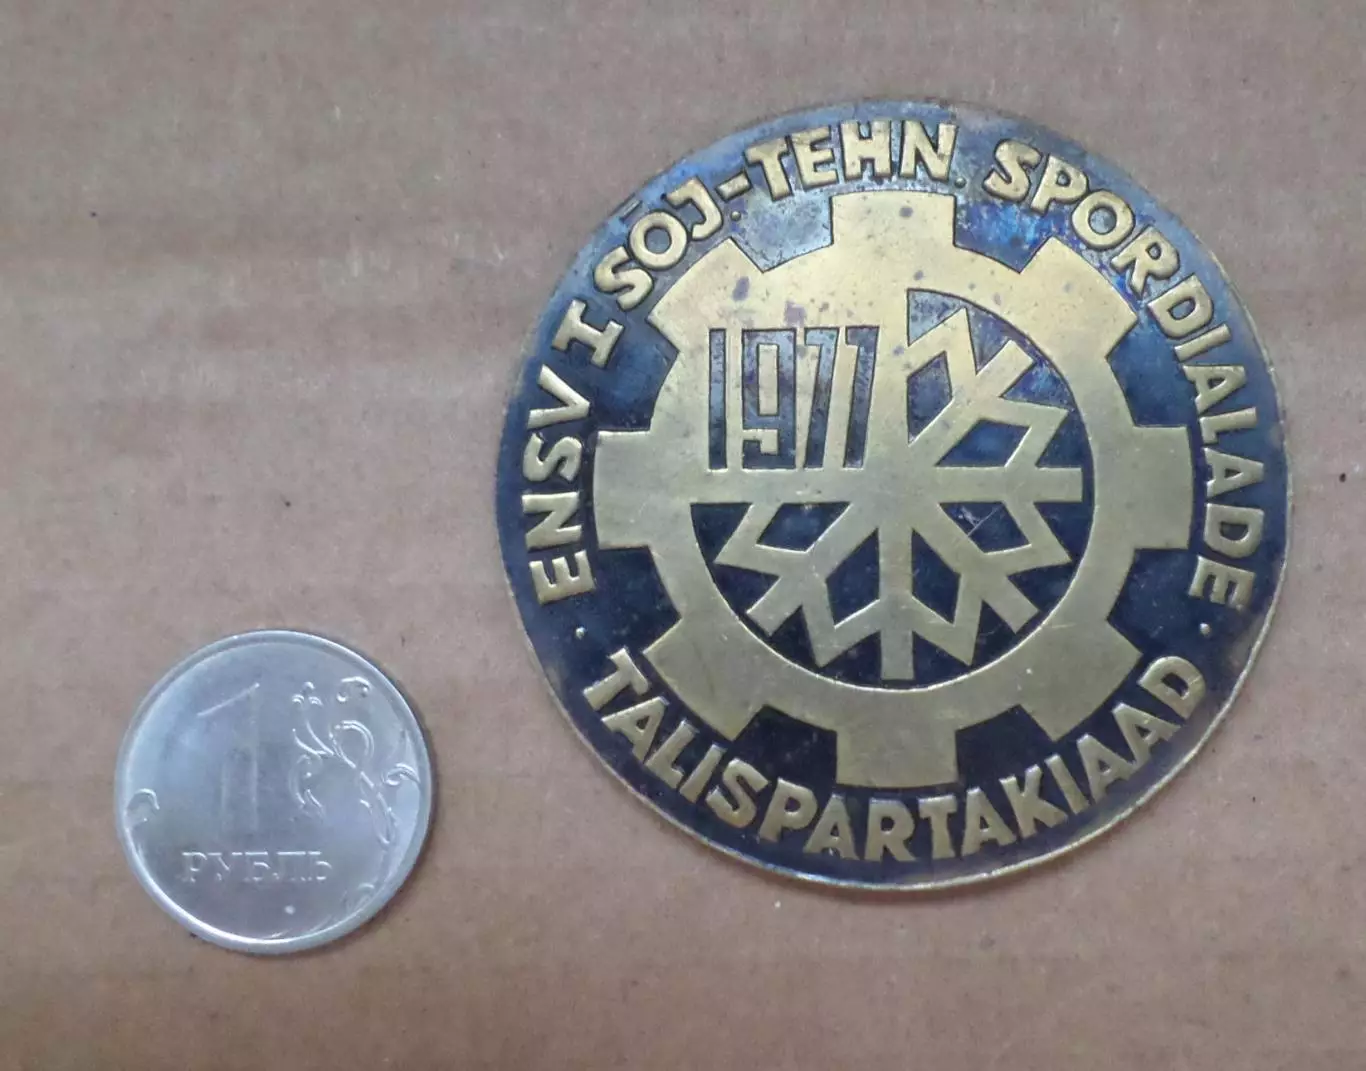 ENSV I SÕJ.-TEHN. SPORDIALADE
· TALISPARTAKIAAD ·
1977
1
РУБЛЬ